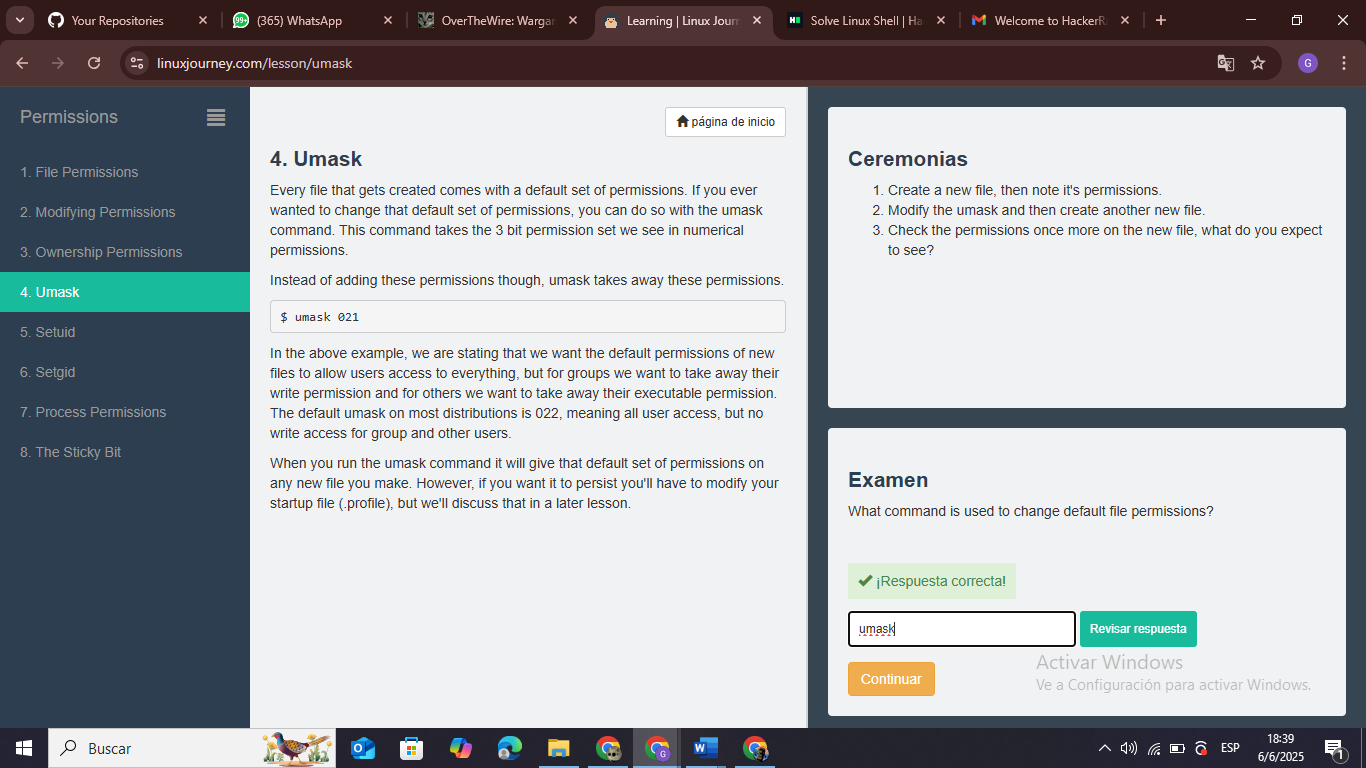 Your Repositories
99+
(365) WhatsApp
OverTheWire: Wargar
Learning | Linux Journ
Solve Linux Shell | Ha
Welcome to HackerR
linuxjourney.com/lesson/umask
G
Permissions
1. File Permissions
2. Modifying Permissions
3. Ownership Permissions
4. Umask
5. Setuid
6. Setgid
7. Process Permissions
8. The Sticky Bit
página de inicio
4. Umask
Every file that gets created comes with a default set of permissions. If you ever
wanted to change that default set of permissions, you can do so with the umask
command. This command takes the 3 bit permission set we see in numerical
permissions.
Instead of adding these permissions though, umask takes away these permissions.
$ umask 021
In the above example, we are stating that we want the default permissions of new
files to allow users access to everything, but for groups we want to take away their
write permission and for others we want to take away their executable permission.
The default umask on most distributions is 022, meaning all user access, but no
write access for group and other users.
When you run the umask command it will give that default set of permissions on
any new file you make. However, if you want it to persist you'll have to modify your
startup file (.profile), but we'll discuss that in a later lesson.
Ceremonias
1. Create a new file, then note it's permissions.
2. Modify the umask and then create another new file.
3. Check the permissions once more on the new file, what do you expect
to see?
Examen
What command is used to change default file permissions?
¡Respuesta correcta!
umask
Revisar respuesta
Continuar
Activar Windows
Ve a Configuración para activar Windows.
Buscar
ESP
18:39
6/6/2025
1